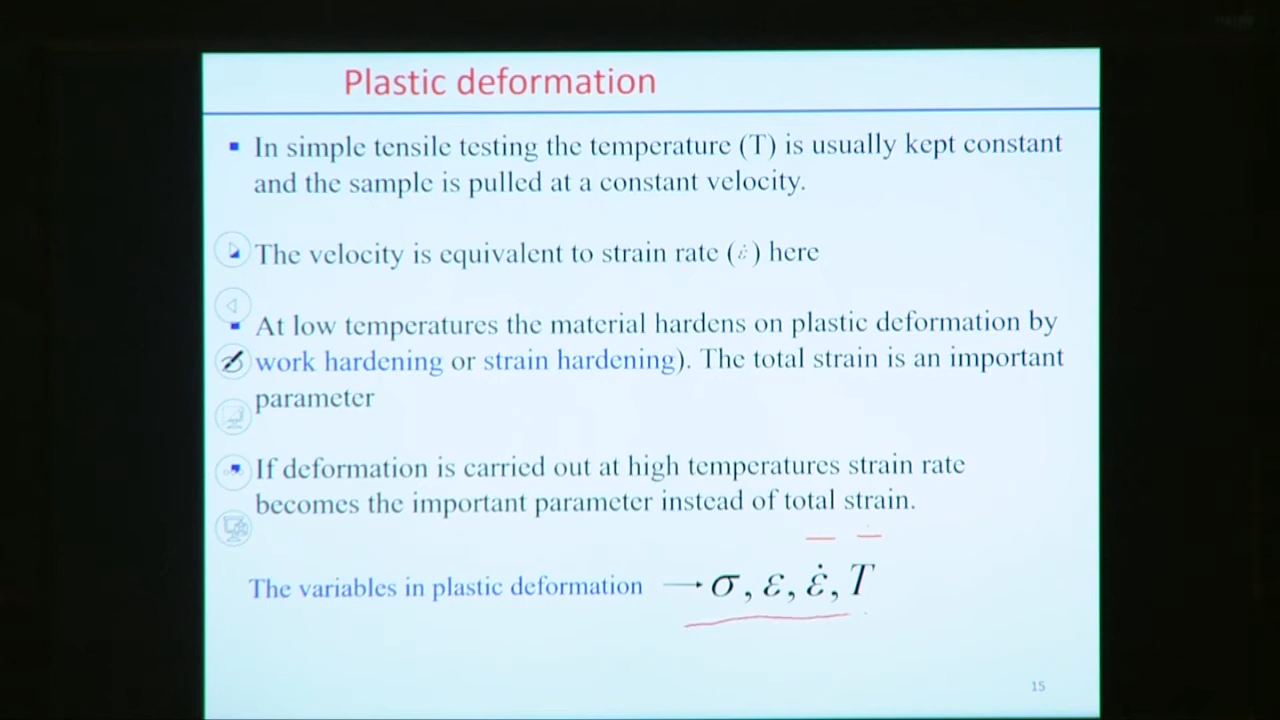 Plastic deformation
▪ In simple tensile testing the temperature (T) is usually kept constant
and the sample is pulled at a constant velocity.
The velocity is equivalent to strain rate (ε̇) here
▪ At low temperatures the material hardens on plastic deformation by
work hardening or strain hardening). The total strain is an important
parameter
▪ If deformation is carried out at high temperatures strain rate
becomes the important parameter instead of total strain.
The variables in plastic deformation → σ, ε, ε̇, T
15